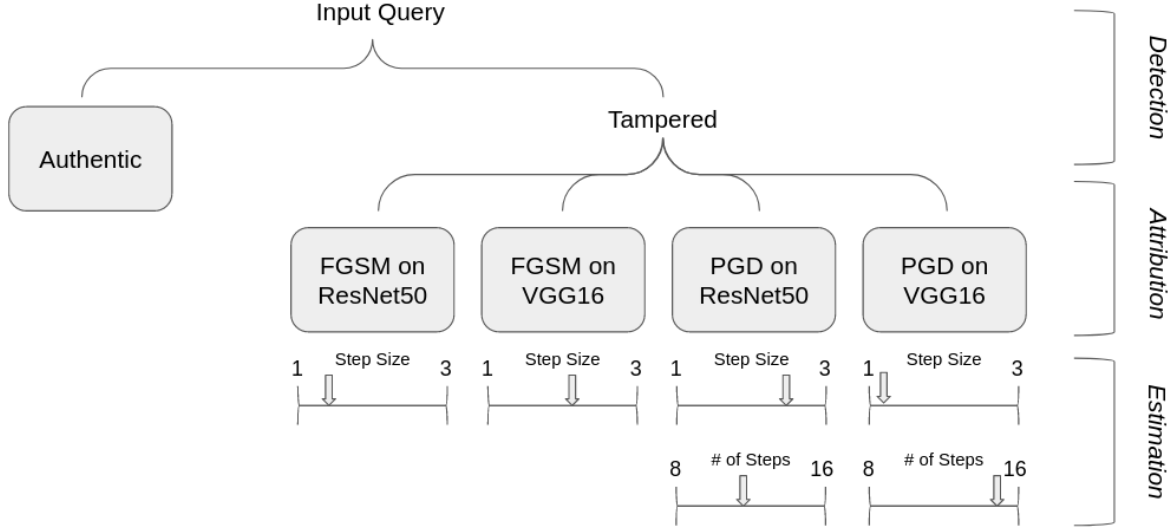 Input Query
Authentic
Tampered
Detection
FGSM on
ResNet50
FGSM on
VGG16
PGD on
ResNet50
PGD on
VGG16
Attribution
1 Step Size 3
1 Step Size 3
1 Step Size 3
1 Step Size 3
8 # of Steps 16
8 # of Steps 16
Estimation